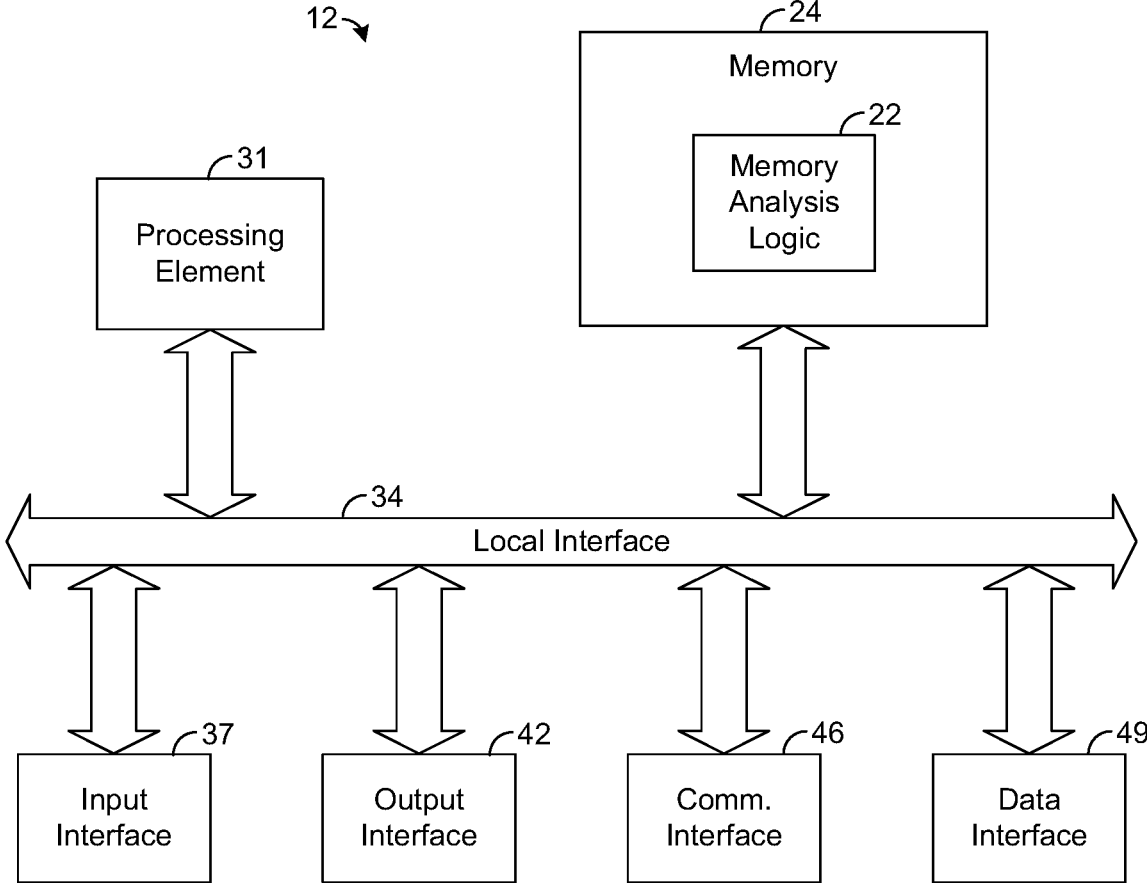 12
24
Memory
22
Memory
Analysis
Logic
31
Processing
Element
34
Local Interface
37
Input
Interface
42
Output
Interface
46
Comm.
Interface
49
Data
Interface